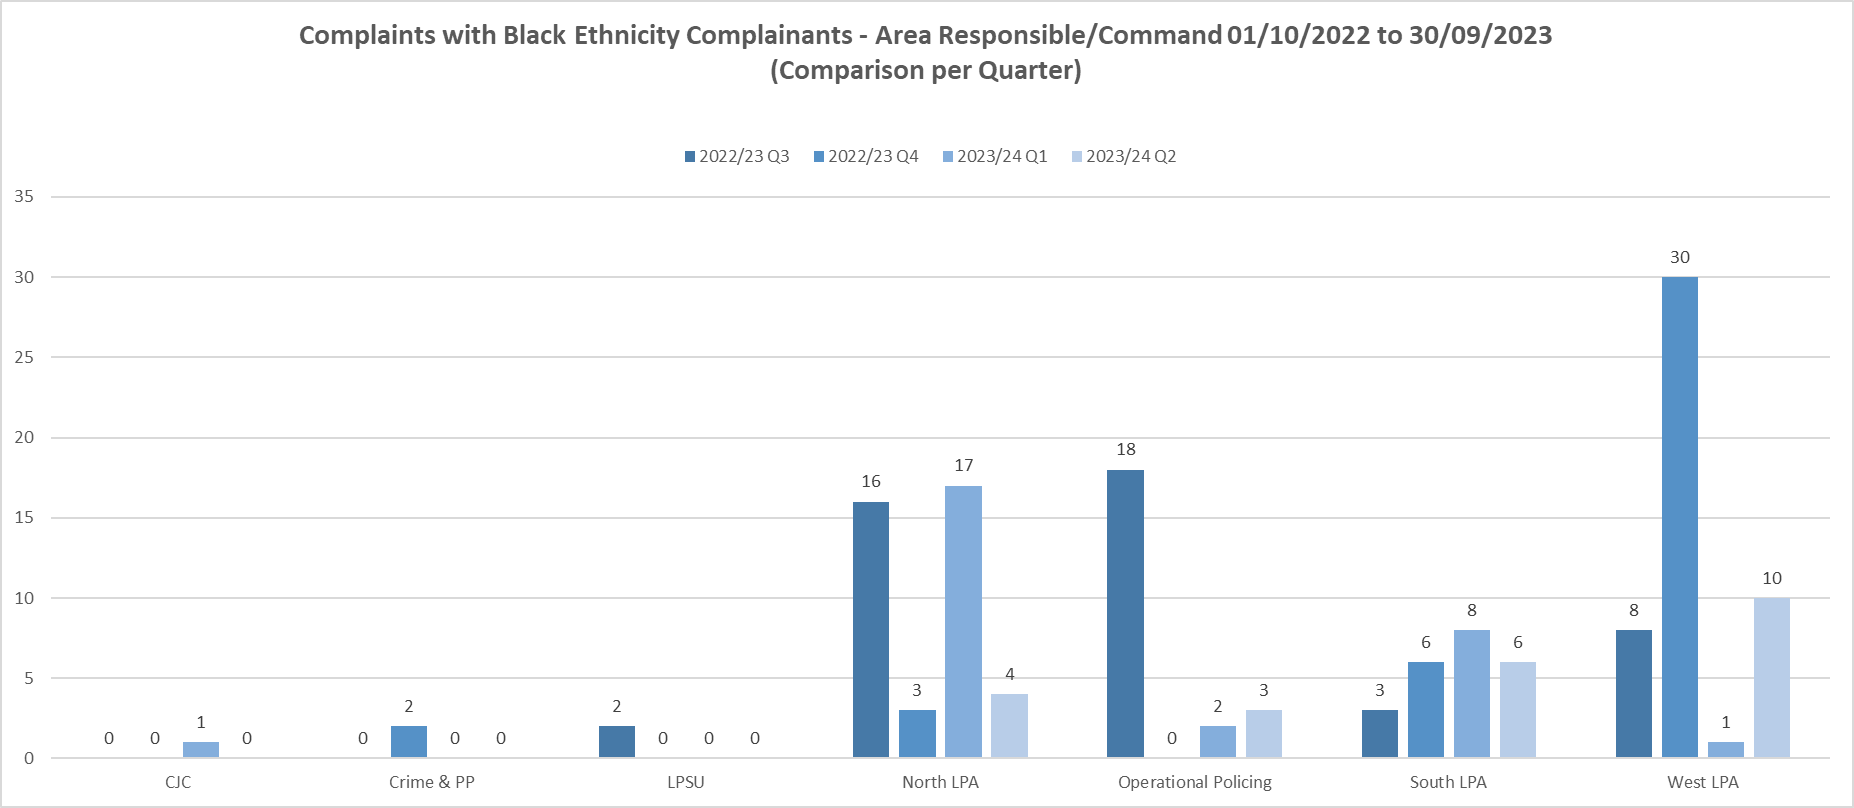 Complaints with Black Ethnicity Complainants - Area Responsible/Command 01/10/2022 to 30/09/2023
(Comparison per Quarter)
2022/23 Q3 2022/23 Q4 2023/24 Q1 2023/24 Q2
35
30
25
20
15
10
5
0
0 0 1 0
0 2 0 0
2 0 0 0
16 3 17 4
18 0 2 3
3 6 8 6
8 30 1 10
CJC Crime & PP LPSU North LPA Operational Policing South LPA West LPA